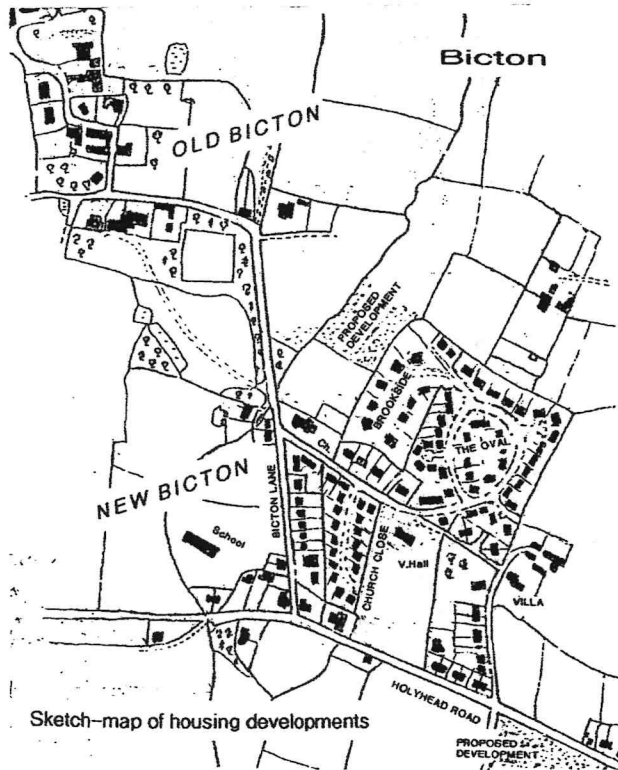 Bicton
OLD BICTON
PROPOSED
DEVELOPMENT
BROOKSIDE
THE OVAL
Ch.
NEW BICTON
BICTON LANE
School
CHURCH CLOSE
V.Hall
VILLA
HOLYHEAD ROAD
Sketch-map of housing developments
PROPOSED
DEVELOPMENT